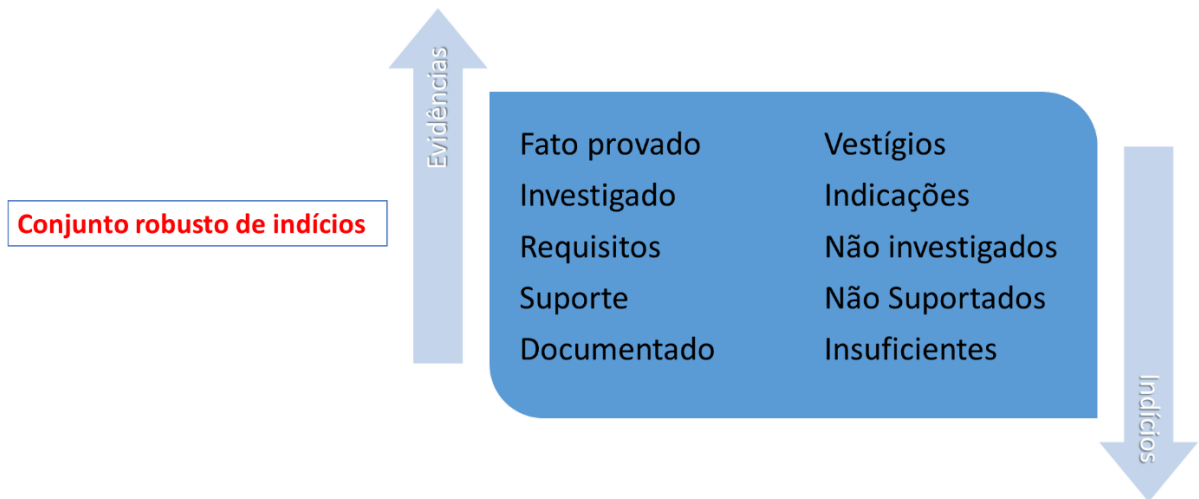 Evidências
Conjunto robusto de indícios
Fato provado
Investigado
Requisitos
Suporte
Documentado
Vestígios
Indicações
Não investigados
Não Suportados
Insuficientes
Indícios